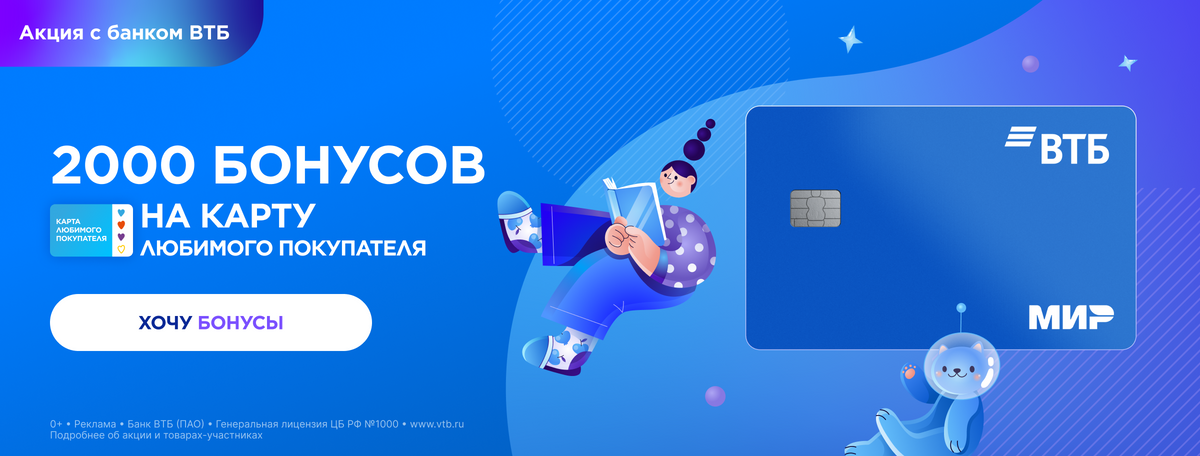 Акция с банком ВТБ
2000 БОНУСОВ
КАРТА
ЛЮБИМОГО
ПОКУПАТЕЛЯ
НА КАРТУ
ЛЮБИМОГО ПОКУПАТЕЛЯ
ХОЧУ БОНУСЫ
0+ • Реклама • Банк ВТБ (ПАО) • Генеральная лицензия ЦБ РФ №1000 • www.vtb.ru
Подробнее об акции и товарах-участниках
ВТБ
МИР